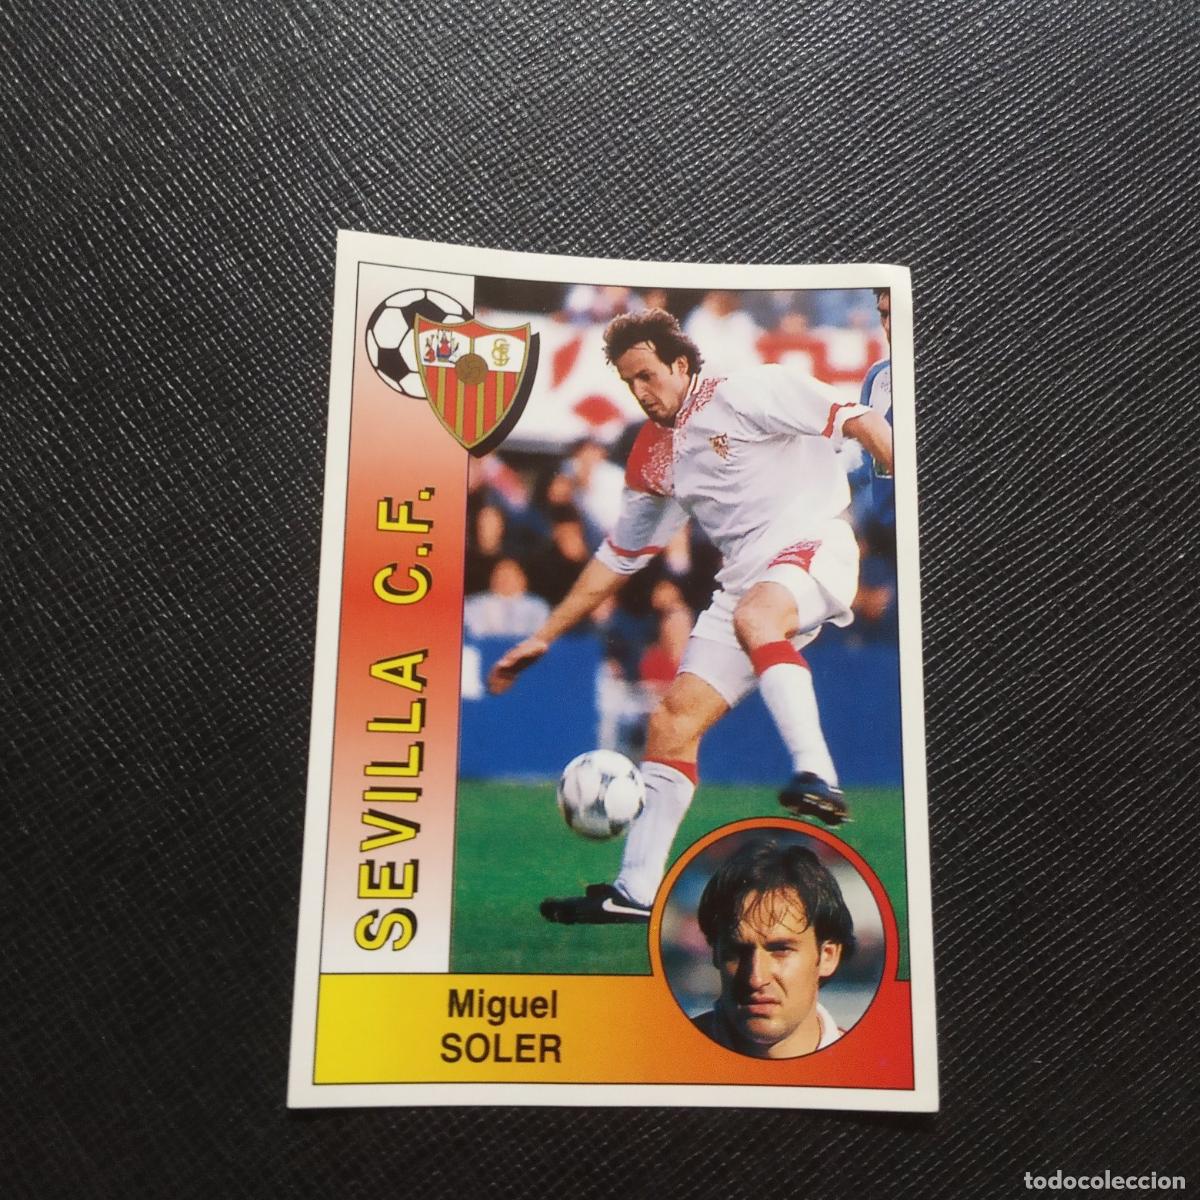 SEVILLA C.F.
Miguel
SOLER
todocoleccion